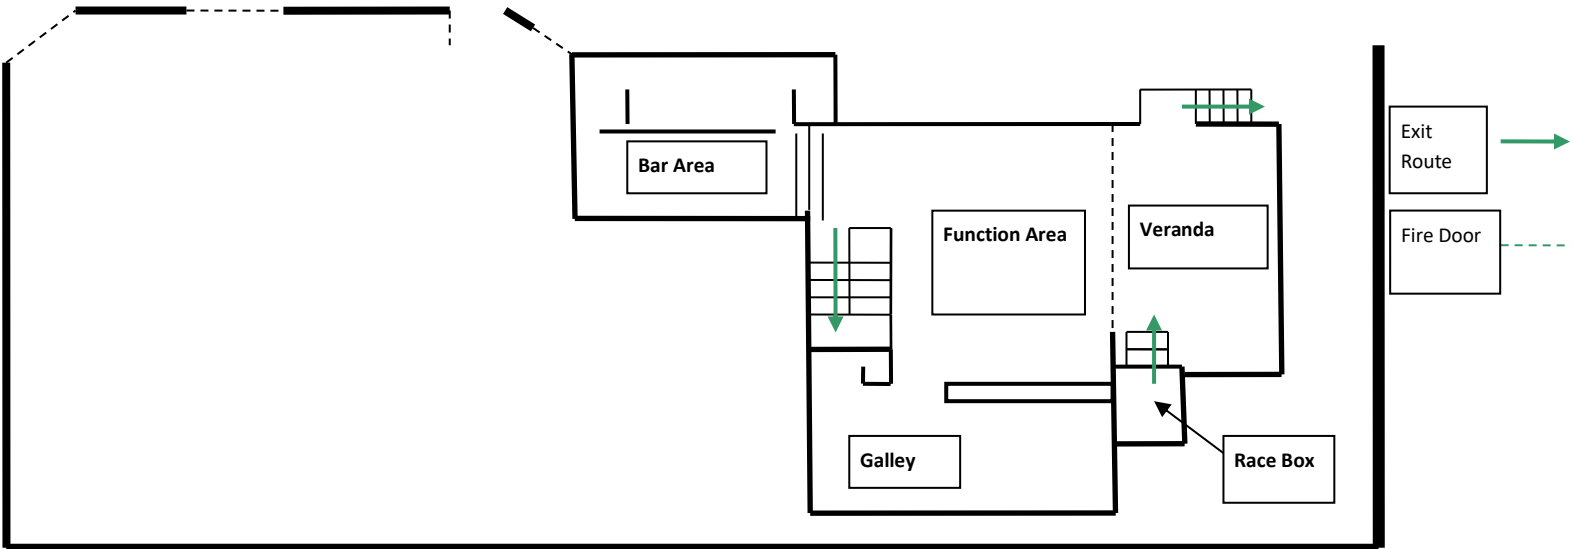 Exit
Route
Bar Area
Function Area
Veranda
Fire Door
Galley
Race Box